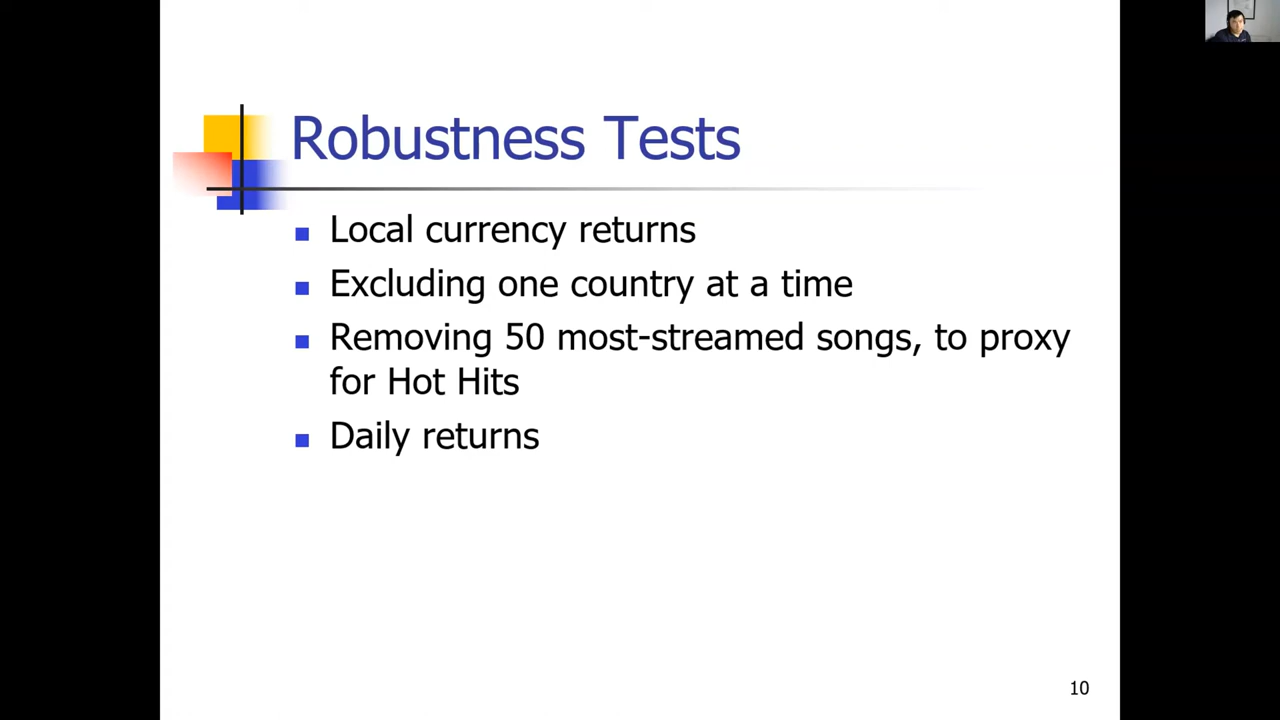 Robustness Tests
Local currency returns
Excluding one country at a time
Removing 50 most-streamed songs, to proxy
for Hot Hits
Daily returns
10